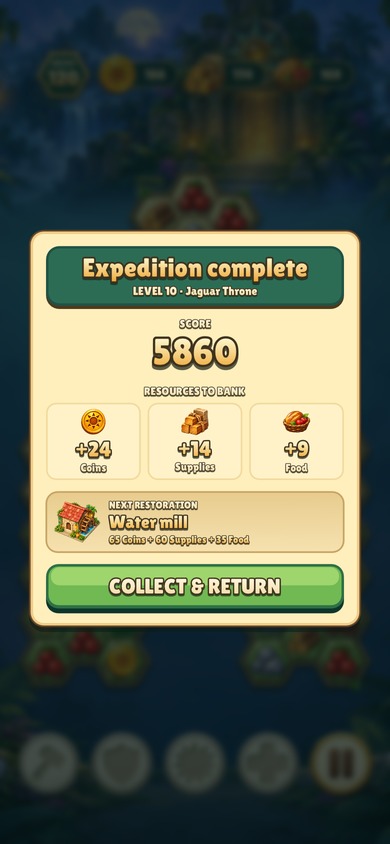 Expedition complete
LEVEL 10 · Jaguar Throne
SCORE
5860
RESOURCES TO BANK
+24
Coins
+14
Supplies
+9
Food
NEXT RESTORATION
Water mill
65 Coins + 60 Supplies + 35 Food
COLLECT & RETURN